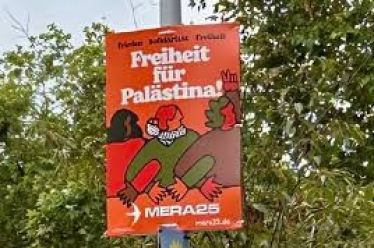 Frieden Solidarität Freiheit
Freiheit
für
Palästina!
MERA25
mera25.de